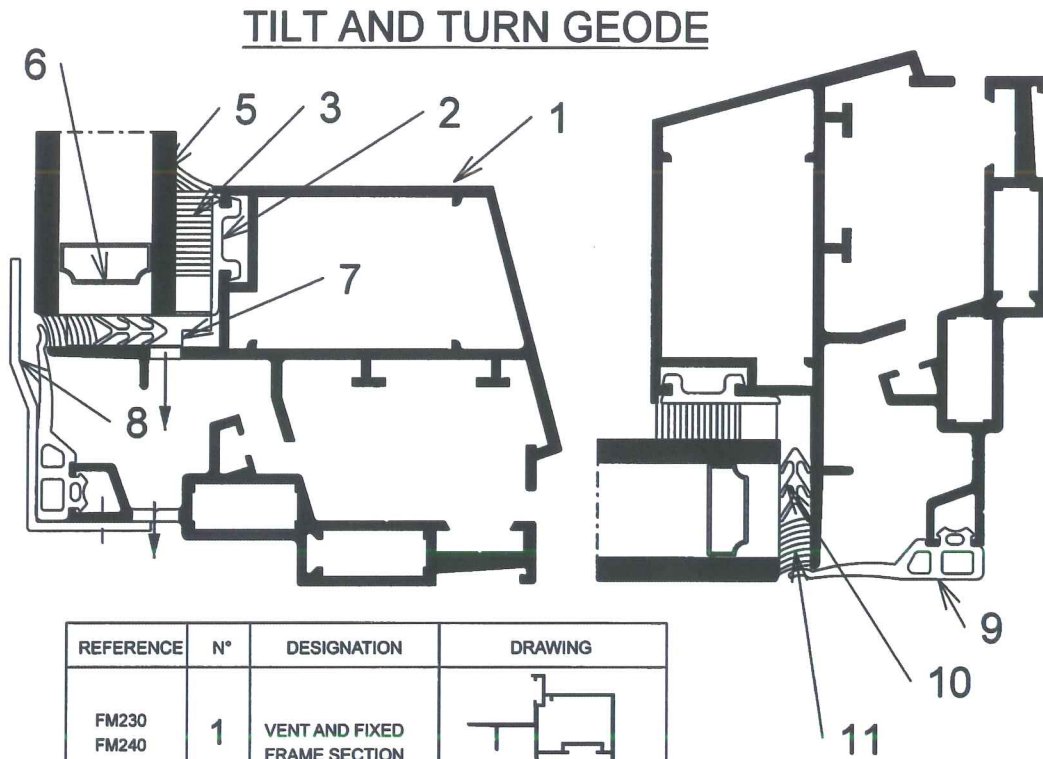 TILT AND TURN GEODE
6
5
3
2
1
7
8
9
10
11
REFERENCE N° DESIGNATION DRAWING
FM230
FM240
1
VENT AND FIXED
FRAME SECTION